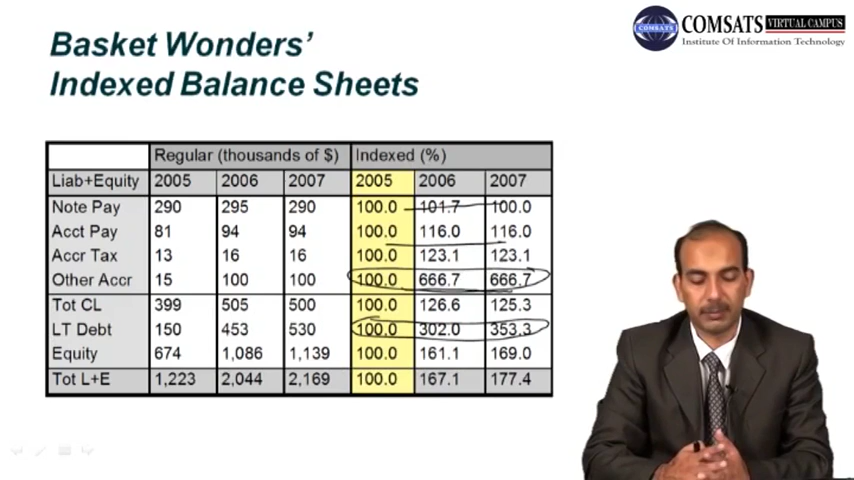 COMSATS VIRTUAL CAMPUS
COMSATS
Institute Of Information Technology
Basket Wonders’
Indexed Balance Sheets
Regular (thousands of $) Indexed (%)
Liab+Equity 2005 2006 2007 2005 2006 2007
Note Pay 290 295 290 100.0 101.7 100.0
Acct Pay 81 94 94 100.0 116.0 116.0
Accr Tax 13 16 16 100.0 123.1 123.1
Other Accr 15 100 100 100.0 666.7 666.7
Tot CL 399 505 500 100.0 126.6 125.3
LT Debt 150 453 530 100.0 302.0 353.3
Equity 674 1,086 1,139 100.0 161.1 169.0
Tot L+E 1,223 2,044 2,169 100.0 167.1 177.4